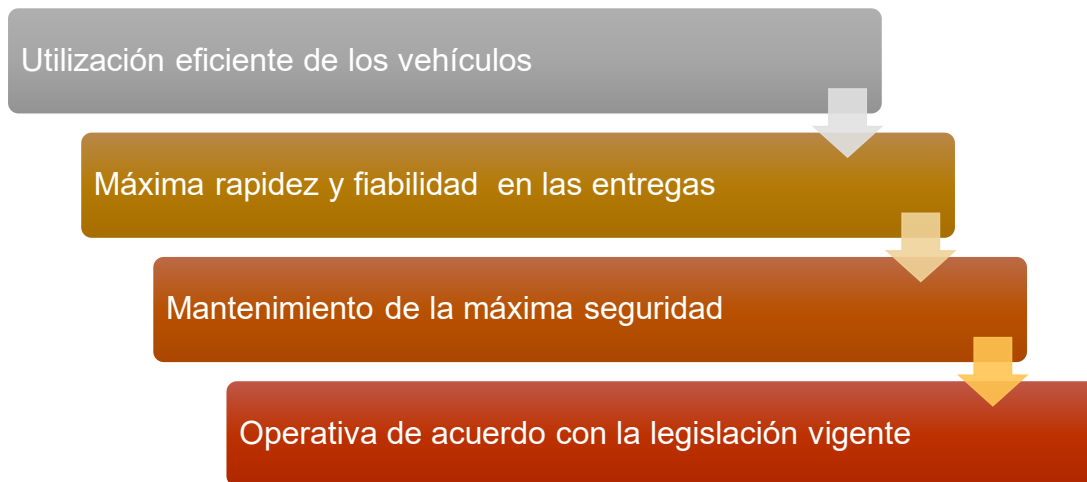 Utilización eficiente de los vehículos
Máxima rapidez y fiabilidad  en las entregas
Mantenimiento de la máxima seguridad
Operativa de acuerdo con la legislación vigente